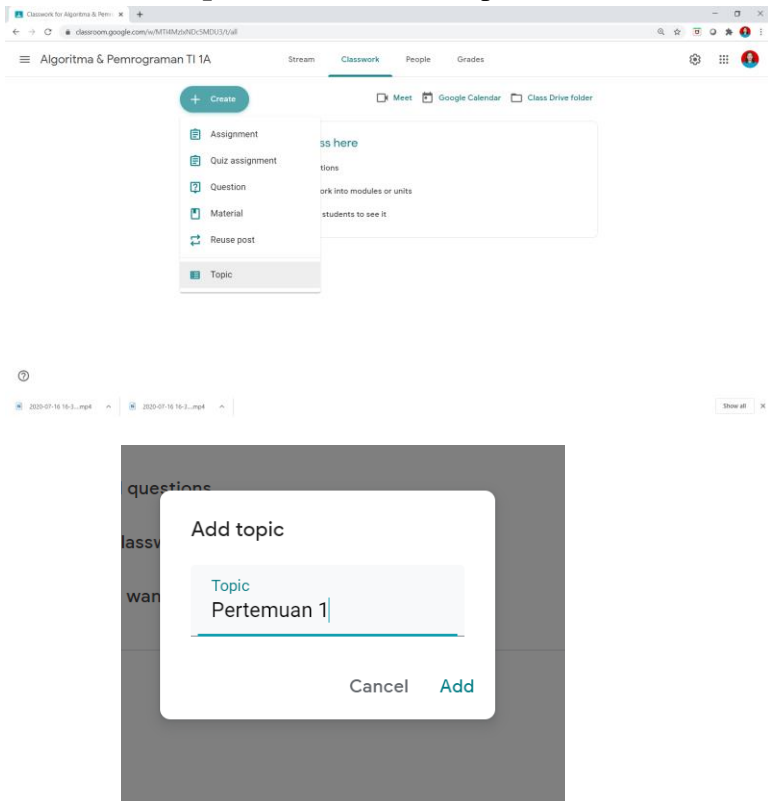 Classwork for Algoritma & Pem
classroom.google.com/w/MTI4MzIxNDc5MDU3/t/all
Algoritma & Pemrograman TI 1A
Stream Classwork People Grades
Create
Meet Google Calendar Class Drive folder
Assignment
ss here
Quiz assignment
tions
Question
ork into modules or units
Material
students to see it
Reuse post
Topic
2020-07-16 16-3....mp4
2020-07-16 16-3....mp4
Show all
questions
lassw
wan
Add topic
Topic
Pertemuan 1
Cancel Add